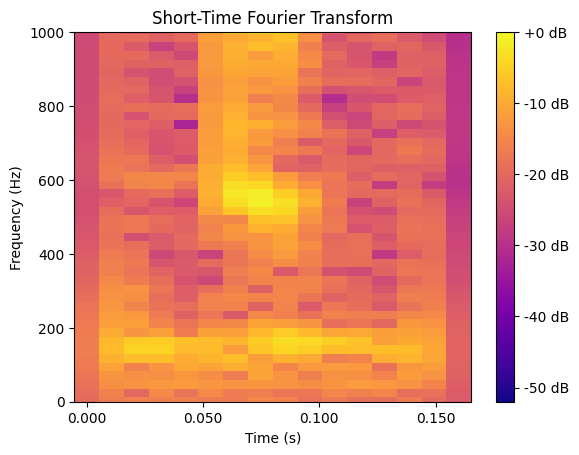 Short-Time Fourier Transform
1000
800
600
400
200
0
Frequency (Hz)
0.000
0.050
0.100
0.150
Time (s)
+0 dB
-10 dB
-20 dB
-30 dB
-40 dB
-50 dB